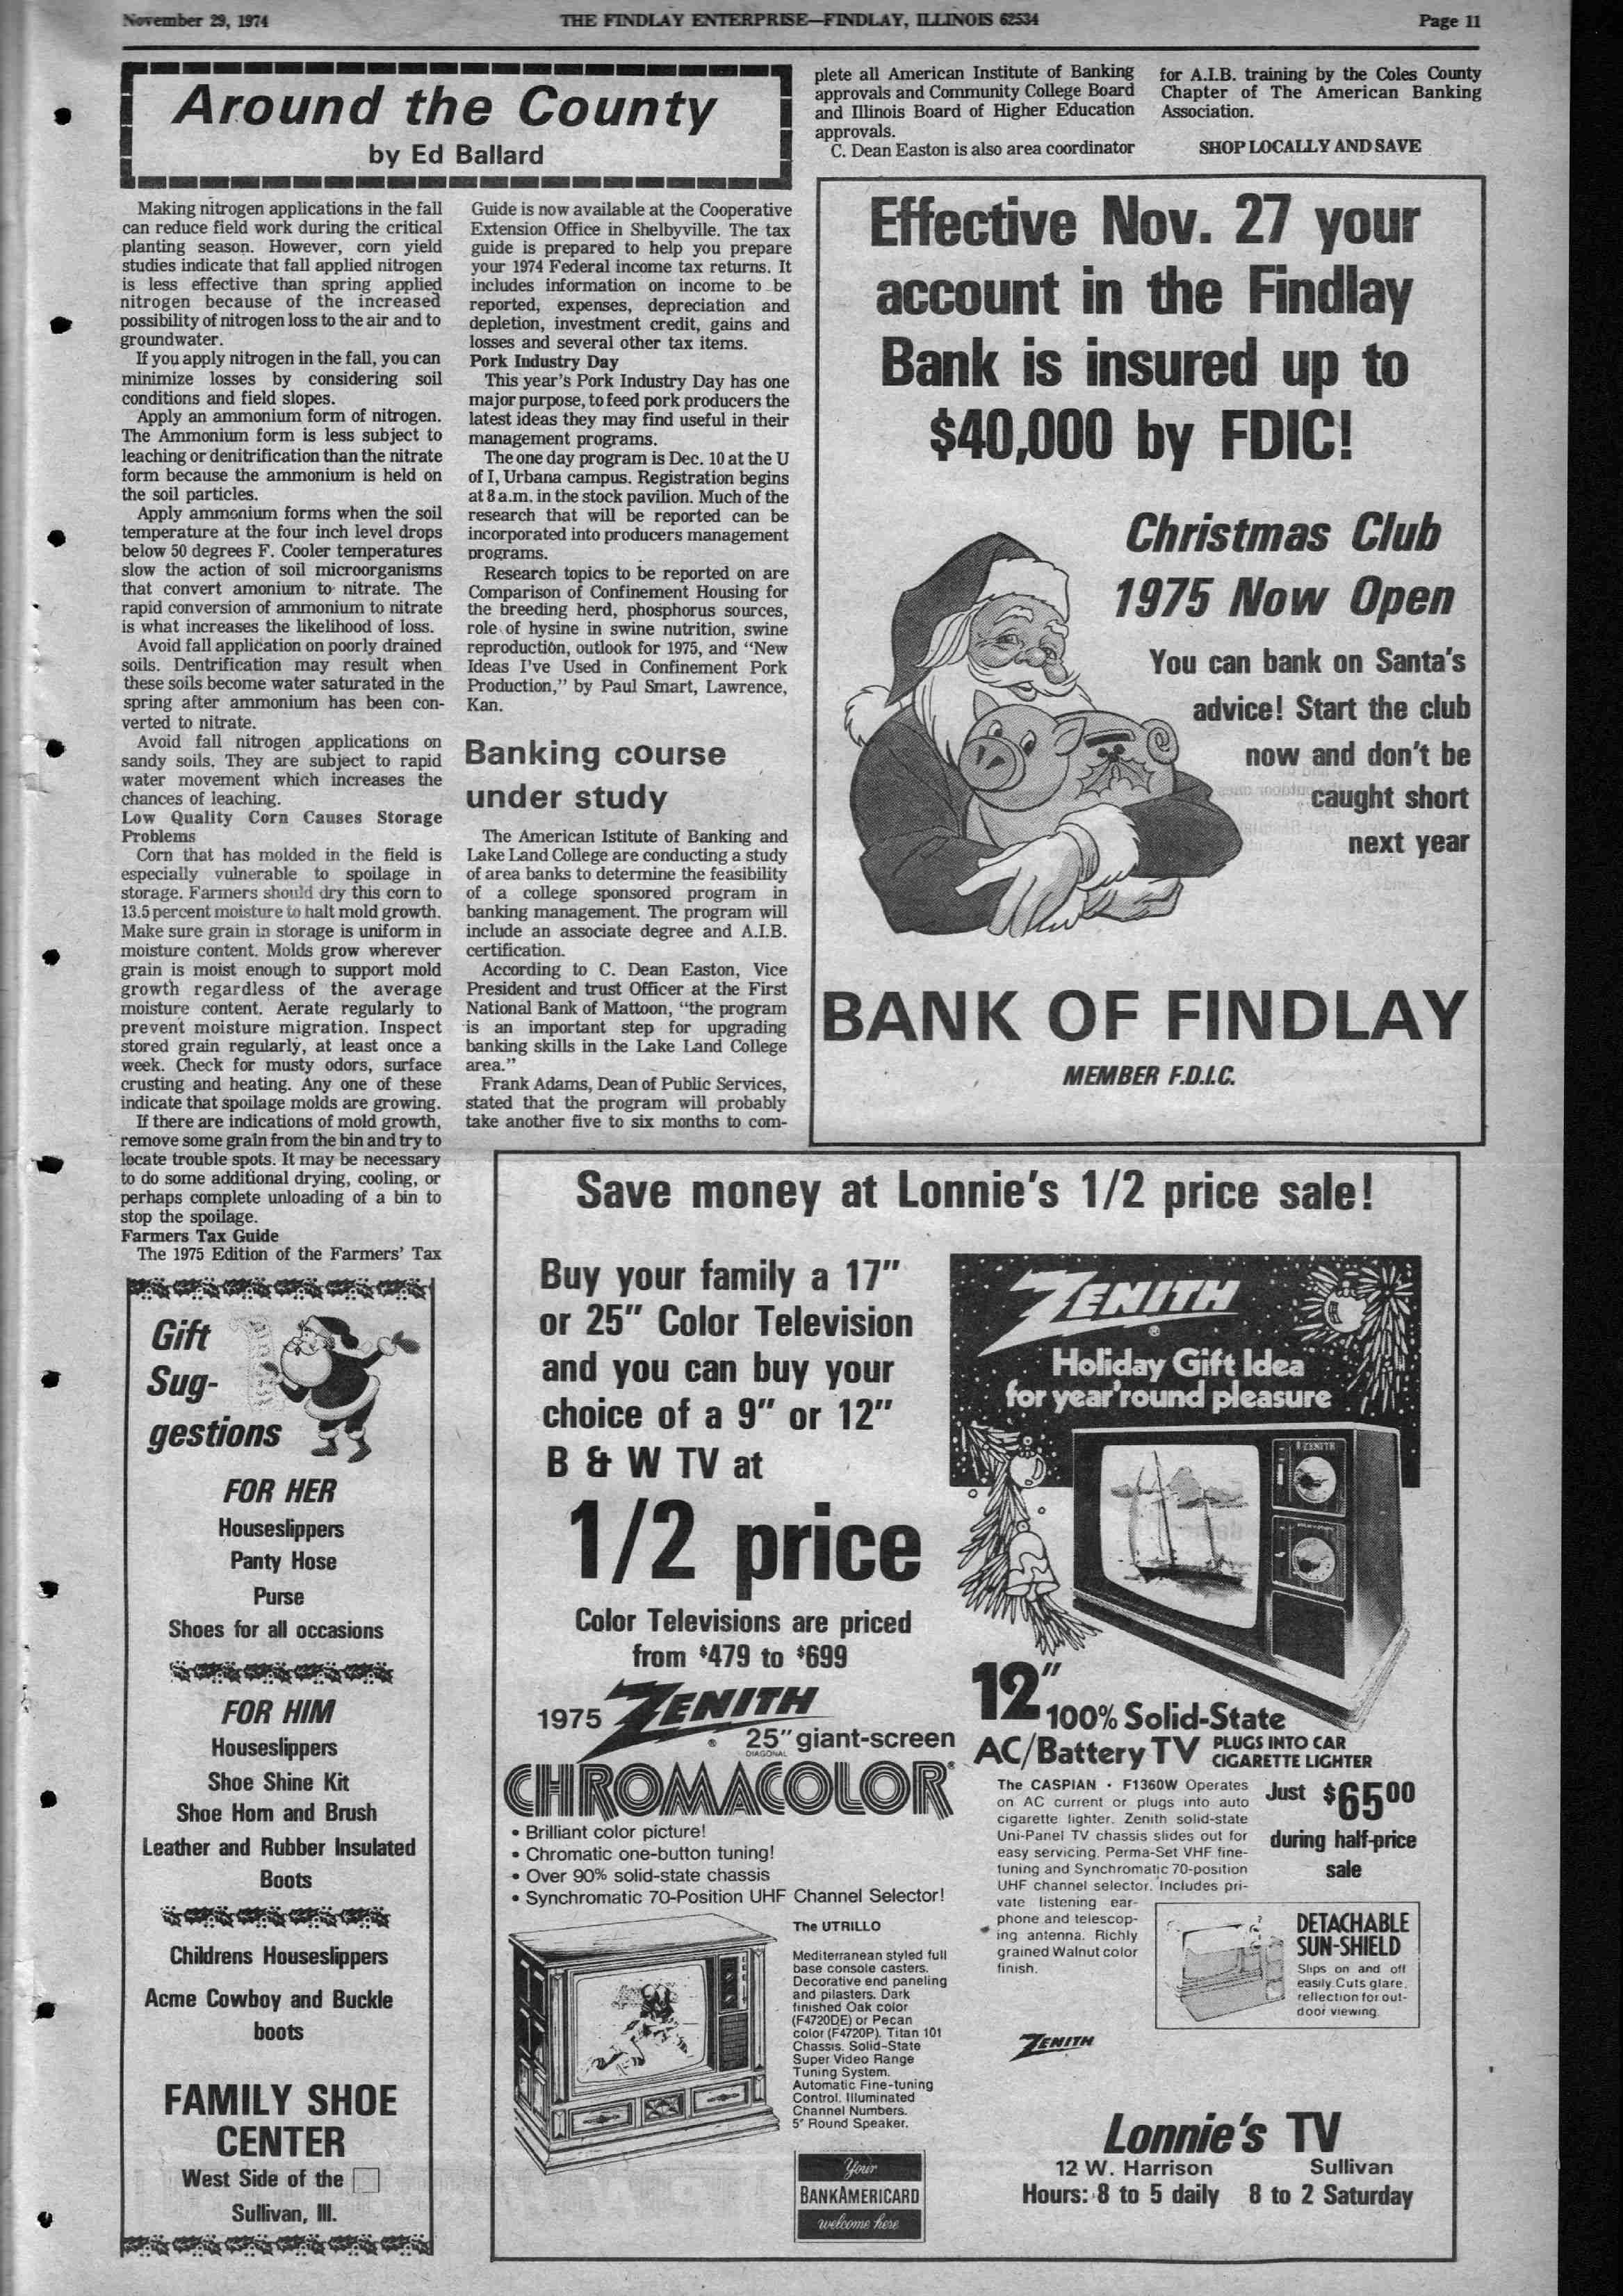 November 29, 1974
THE FINDLAY ENTERPRISE—FINDLAY, ILLINOIS 62534
Page 11
Around the County
by Ed Ballard
Making nitrogen applications in the fall
can reduce field work during the critical
planting season. However, corn yield
studies indicate that fall applied nitrogen
is less effective than spring applied
nitrogen because of the increased
possibility of nitrogen loss to the air and to
groundwater.
If you apply nitrogen in the fall, you can
minimize losses by considering soil
conditions and field slopes.
Apply an ammonium form of nitrogen.
The Ammonium form is less subject to
leaching or denitrification than the nitrate
form because the ammonium is held on
the soil particles.
Apply ammonium forms when the soil
temperature at the four inch level drops
below 50 degrees F. Cooler temperatures
slow the action of soil microorganisms
that convert amonium to nitrate. The
rapid conversion of ammonium to nitrate
is what increases the likelihood of loss.
Avoid fall application on poorly drained
soils. Dentrification may result when
these soils become water saturated in the
spring after ammonium has been con-
verted to nitrate.
Avoid fall nitrogen applications on
sandy soils. They are subject to rapid
water movement which increases the
chances of leaching.
Low Quality Corn Causes Storage
Problems
Corn that has molded in the field is
especially vulnerable to spoilage in
storage. Farmers should dry this corn to
13.5 percent moisture to halt mold growth.
Make sure grain in storage is uniform in
moisture content. Molds grow wherever
grain is moist enough to support mold
growth regardless of the average
moisture content. Aerate regularly to
prevent moisture migration. Inspect
stored grain regularly, at least once a
week. Check for musty odors, surface
crusting and heating. Any one of these
indicate that spoilage molds are growing.
If there are indications of mold growth,
remove some grain from the bin and try to
locate trouble spots. It may be necessary
to do some additional drying, cooling, or
perhaps complete unloading of a bin to
stop the spoilage.
Farmers Tax Guide
The 1975 Edition of the Farmers' Tax
Guide is now available at the Cooperative
Extension Office in Shelbyville. The tax
guide is prepared to help you prepare
your 1974 Federal income tax returns. It
includes information on income to be
reported, expenses, depreciation and
depletion, investment credit, gains and
losses and several other tax items.
Pork Industry Day
This year's Pork Industry Day has one
major purpose, to feed pork producers the
latest ideas they may find useful in their
management programs.
The one day program is Dec. 10 at the U
of I, Urbana campus. Registration begins
at 8 a.m. in the stock pavilion. Much of the
research that will be reported can be
incorporated into producers management
programs.
Research topics to be reported on are
Comparison of Confinement Housing for
the breeding herd, phosphorus sources,
role of hysine in swine nutrition, swine
reproduction, outlook for 1975, and "New
Ideas I've Used in Confinement Pork
Production," by Paul Smart, Lawrence,
Kan.
Banking course
under study
The American Istitute of Banking and
Lake Land College are conducting a study
of area banks to determine the feasibility
of a college sponsored program in
banking management. The program will
include an associate degree and A.I.B.
certification.
According to C. Dean Easton, Vice
President and trust Officer at the First
National Bank of Mattoon, "the program
is an important step for upgrading
banking skills in the Lake Land College
area."
Frank Adams, Dean of Public Services,
stated that the program will probably
take another five to six months to com-
plete all American Institute of Banking
approvals and Community College Board
and Illinois Board of Higher Education
approvals.
C. Dean Easton is also area coordinator
for A.I.B. training by the Coles County
Chapter of The American Banking
Association.
SHOP LOCALLY AND SAVE
Effective Nov. 27 your
account in the Findlay
Bank is insured up to
$40,000 by FDIC!
Christmas Club
1975 Now Open
You can bank on Santa's
advice! Start the club
now and don't be
caught short
next year
BANK OF FINDLAY
MEMBER F.D.I.C.
Gift
Sug-
gestions
FOR HER
Houseslippers
Panty Hose
Purse
Shoes for all occasions
FOR HIM
Houseslippers
Shoe Shine Kit
Shoe Horn and Brush
Leather and Rubber Insulated
Boots
Childrens Houseslippers
Acme Cowboy and Buckle
boots
FAMILY SHOE
CENTER
West Side of the
Sullivan, Ill.
Save money at Lonnie's 1/2 price sale!
Buy your family a 17"
or 25" Color Television
and you can buy your
choice of a 9" or 12"
B & W TV at
1/2 price
Color Televisions are priced
from $479 to $699
1975 ZENITH
25" giant-screen
DIAGONAL
CHROMACOLOR®
• Brilliant color picture!
• Chromatic one-button tuning!
• Over 90% solid-state chassis
• Synchromatic 70-Position UHF Channel Selector!
The UTRILLO
Mediterranean styled full
base console casters.
Decorative end paneling
and pilasters. Dark
finished Oak color
(F4720DE) or Pecan
color (F4720P). Titan 101
Chassis. Solid-State
Super Video Range
Tuning System.
Automatic Fine-tuning
Control. Illuminated
Channel Numbers.
5" Round Speaker.
Your
BANKAMERICARD
welcome here
ZENITH
®
Holiday Gift Idea
for year'round pleasure
ZENITH
12"
100% Solid-State
AC/Battery TV
PLUGS INTO CAR
CIGARETTE LIGHTER
The CASPIAN • F1360W Operates
on AC current or plugs into auto
cigarette lighter. Zenith solid-state
Uni-Panel TV chassis slides out for
easy servicing. Perma-Set VHF fine-
tuning and Synchromatic 70-position
UHF channel selector. Includes pri-
vate listening ear-
phone and telescop-
ing antenna. Richly
grained Walnut color
finish.
Just $6500
during half-price
sale
DETACHABLE
SUN-SHIELD
Slips on and off
easily. Cuts glare,
reflection for out-
door viewing.
ZENITH
Lonnie's TV
12 W. Harrison Sullivan
Hours: 8 to 5 daily 8 to 2 Saturday